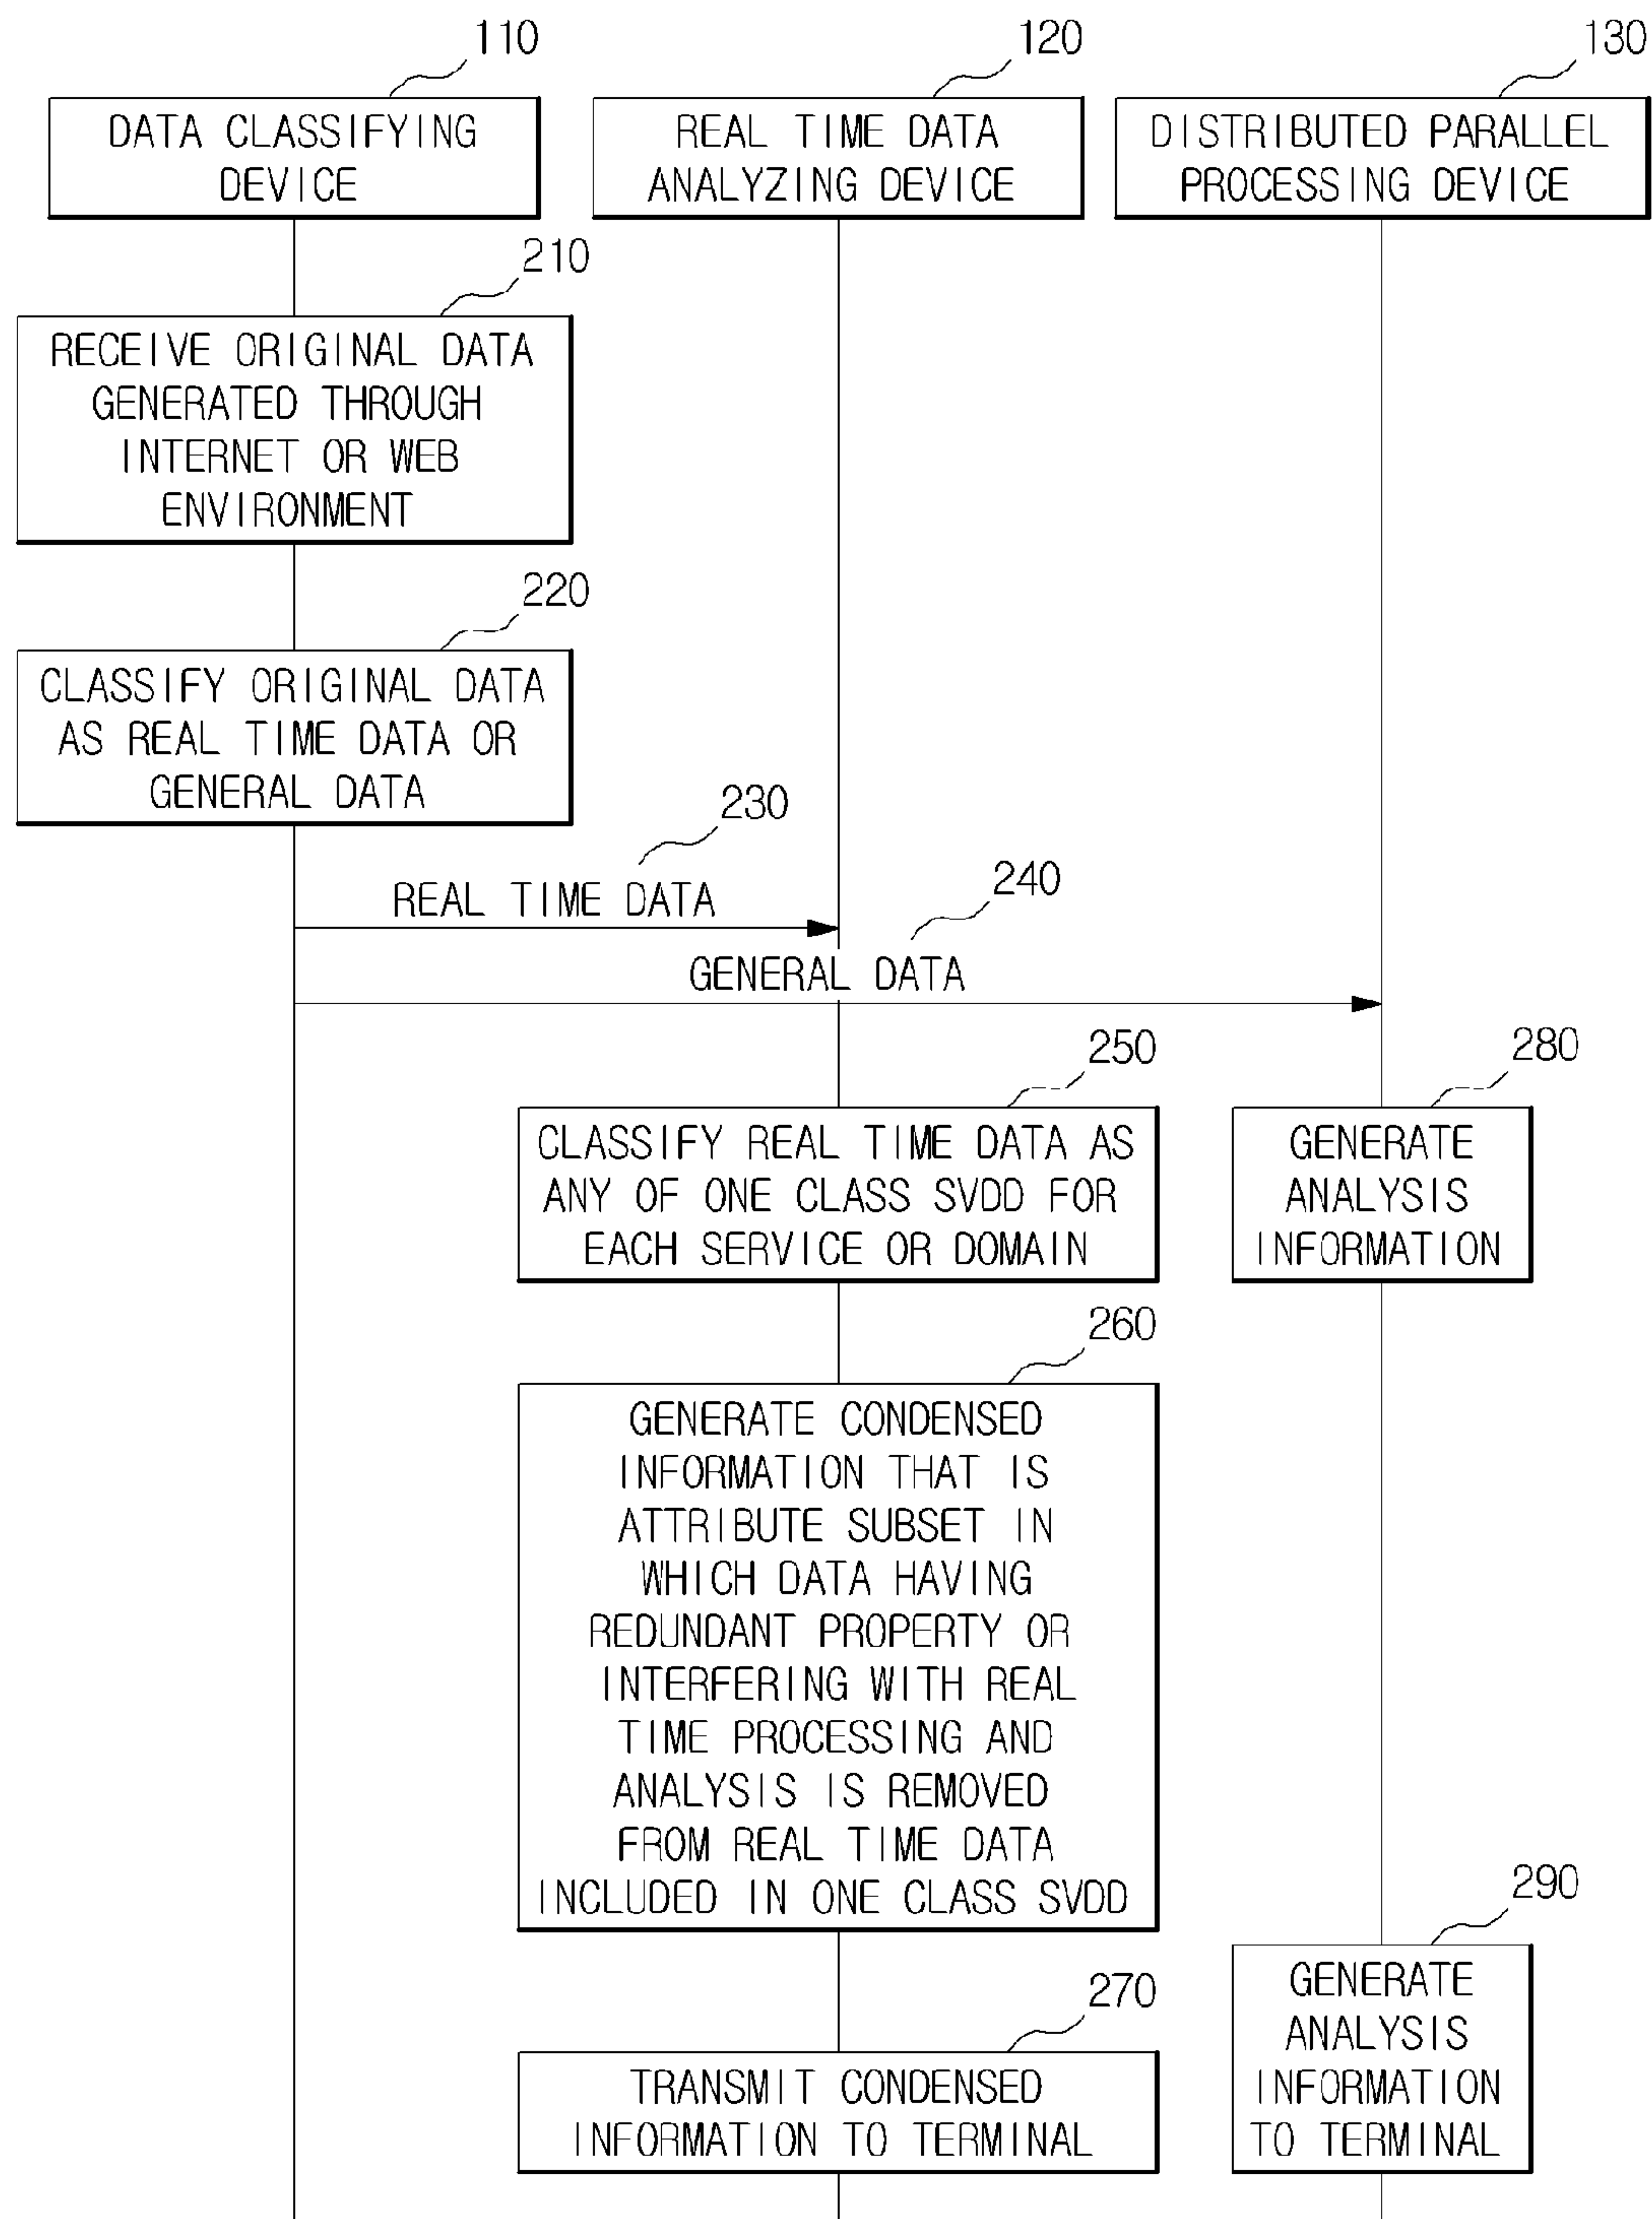 110
120
130
DATA CLASSIFYING
DEVICE
REAL TIME DATA
ANALYZING DEVICE
DISTRIBUTED PARALLEL
PROCESSING DEVICE
210
RECEIVE ORIGINAL DATA
GENERATED THROUGH
INTERNET OR WEB
ENVIRONMENT
220
CLASSIFY ORIGINAL DATA
AS REAL TIME DATA OR
GENERAL DATA
230
REAL TIME DATA
240
GENERAL DATA
250
CLASSIFY REAL TIME DATA AS
ANY OF ONE CLASS SVDD FOR
EACH SERVICE OR DOMAIN
280
GENERATE
ANALYSIS
INFORMATION
260
GENERATE CONDENSED
INFORMATION THAT IS
ATTRIBUTE SUBSET IN
WHICH DATA HAVING
REDUNDANT PROPERTY OR
INTERFERING WITH REAL
TIME PROCESSING AND
ANALYSIS IS REMOVED
FROM REAL TIME DATA
INCLUDED IN ONE CLASS SVDD
270
TRANSMIT CONDENSED
INFORMATION TO TERMINAL
290
GENERATE
ANALYSIS
INFORMATION
TO TERMINAL